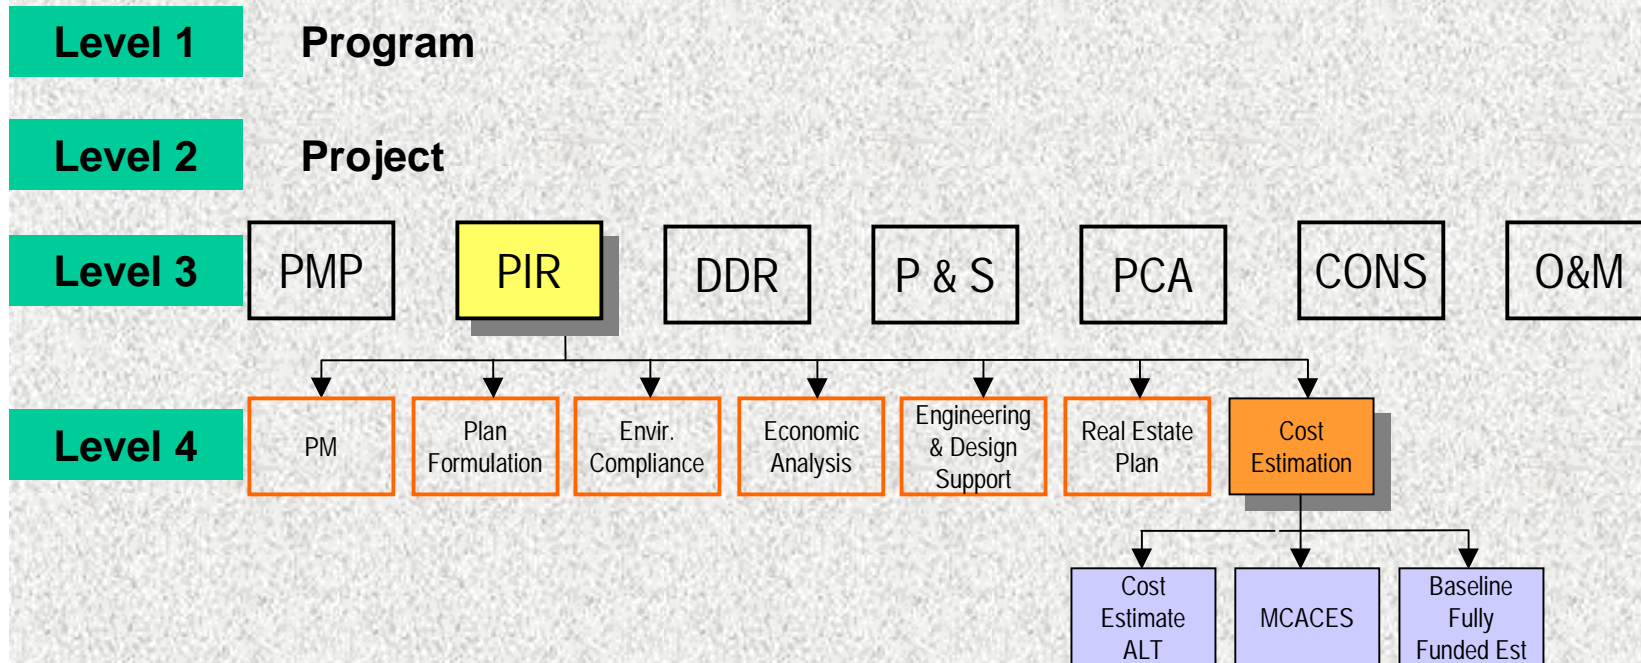 Level 1 Program
Level 2 Project
Level 3 PMP PIR DDR P & S PCA CONS O&M
Level 4
PM
Plan
Formulation
Envir.
Compliance
Economic
Analysis
Engineering
& Design
Support
Real Estate
Plan
Cost
Estimation
Cost
Estimate
ALT
MCACES
Baseline
Fully
Funded Est